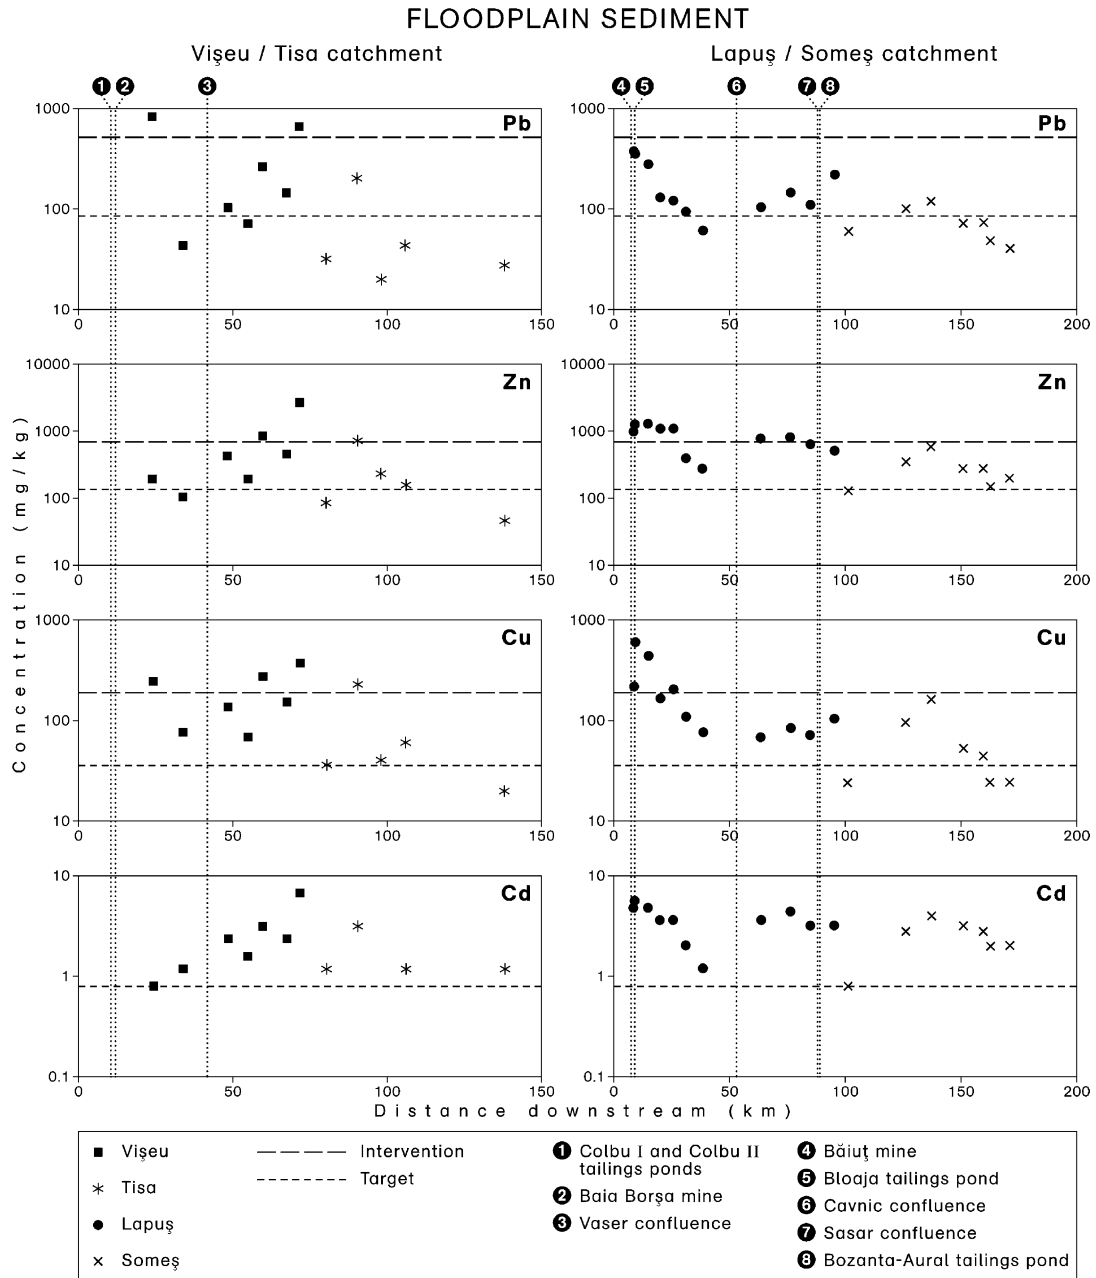 FLOODPLAIN SEDIMENT
Vişeu / Tisa catchment
Lapuş / Someş catchment
1 2 3
4 5 6 7 8
1000
100
10
Pb
0 50 100 150
1000
100
10
Pb
0 50 100 150 200
10000
1000
100
10
Zn
0 50 100 150
10000
1000
100
10
Zn
0 50 100 150 200
1000
100
10
Cu
0 50 100 150
1000
100
10
Cu
0 50 100 150 200
10
1
0.1
Cd
0 50 100 150
10
1
0.1
Cd
0 50 100 150 200
Concentration (mg/kg)
Distance downstream (km)
Vişeu
Tisa
Lapuş
Someş
Intervention
Target
1 Colbu I and Colbu II
tailings ponds
2 Baia Borşa mine
3 Vaser confluence
4 Băiuţ mine
5 Bloaja tailings pond
6 Cavnic confluence
7 Sasar confluence
8 Bozanta-Aural tailings pond